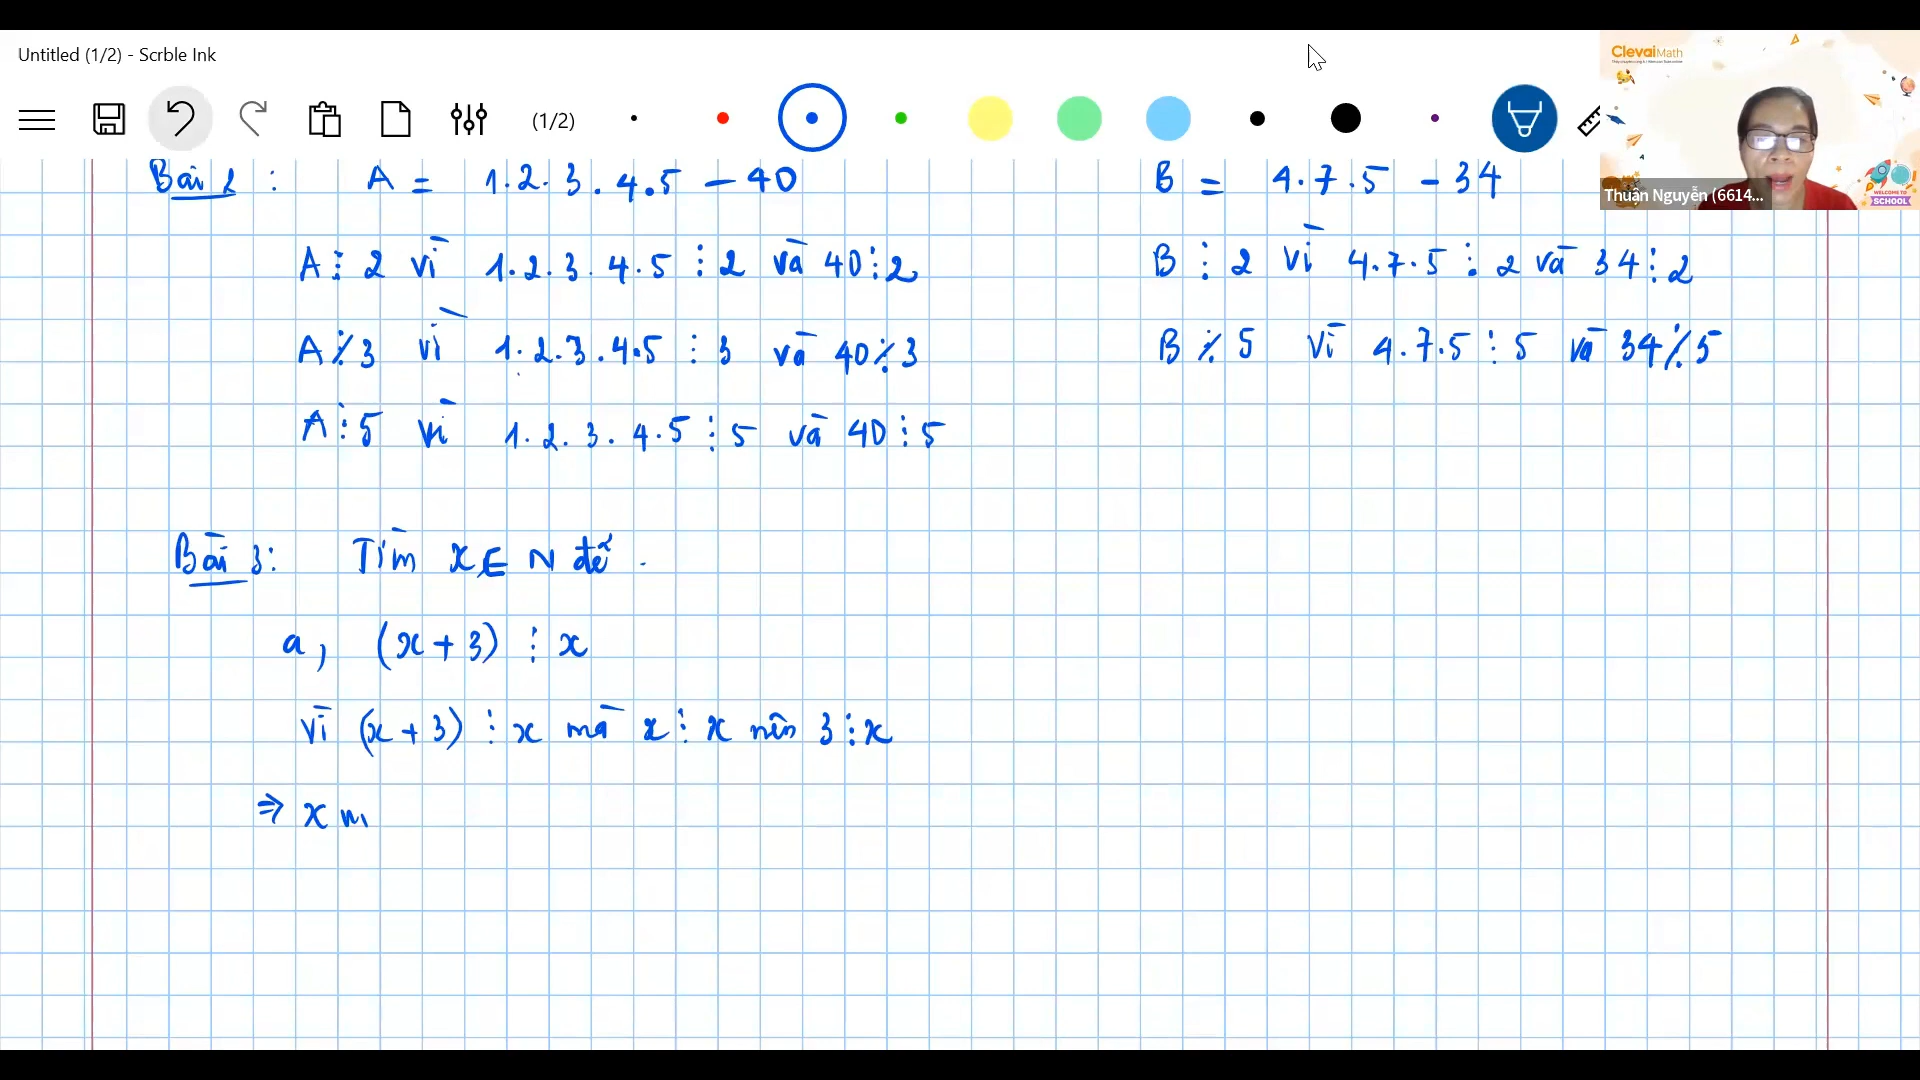 Untitled (1/2) - Scrble Ink
(1/2)
ClevaiMath
Thuận Nguyễn (6614...
WELCOME TO SCHOOL
Bài 2 : A = 1.2.3.4.5 - 40
B = 4.7.5 - 34
A ⋮ 2 vì 1.2.3.4.5 ⋮ 2 và 40 ⋮ 2
B ⋮ 2 vì 4.7.5 ⋮ 2 và 34 ⋮ 2
A ⋮̸ 3 vì 1.2.3.4.5 ⋮ 3 và 40 ⋮̸ 3
B ⋮̸ 5 vì 4.7.5 ⋮ 5 và 34 ⋮̸ 5
A ⋮ 5 vì 1.2.3.4.5 ⋮ 5 và 40 ⋮ 5
Bài 3: Tìm x ∈ N để
a, (x+3) ⋮ x
Vì (x+3) ⋮ x mà x ⋮ x nên 3 ⋮ x
⇒ x